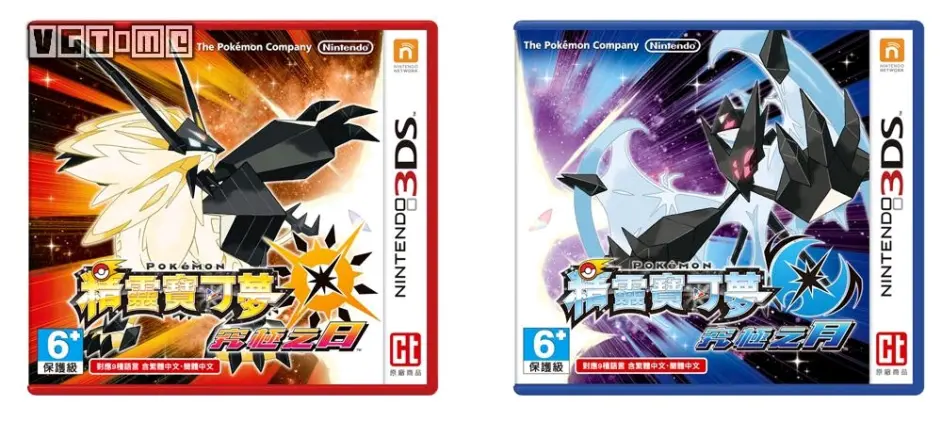 VGTIME
The Pokémon Company
Nintendo
NINTENDO
NETWORK
NINTENDO 3DS
POKéMON
精靈寶可夢
究極之日
6+
保護級
對應9種語言 含繁體中文・簡體中文
Ct
原廠商品
The Pokémon Company
Nintendo
NINTENDO
NETWORK
NINTENDO 3DS
POKéMON
精靈寶可夢
究極之月
6+
保護級
對應9種語言 含繁體中文・簡體中文
Ct
原廠商品